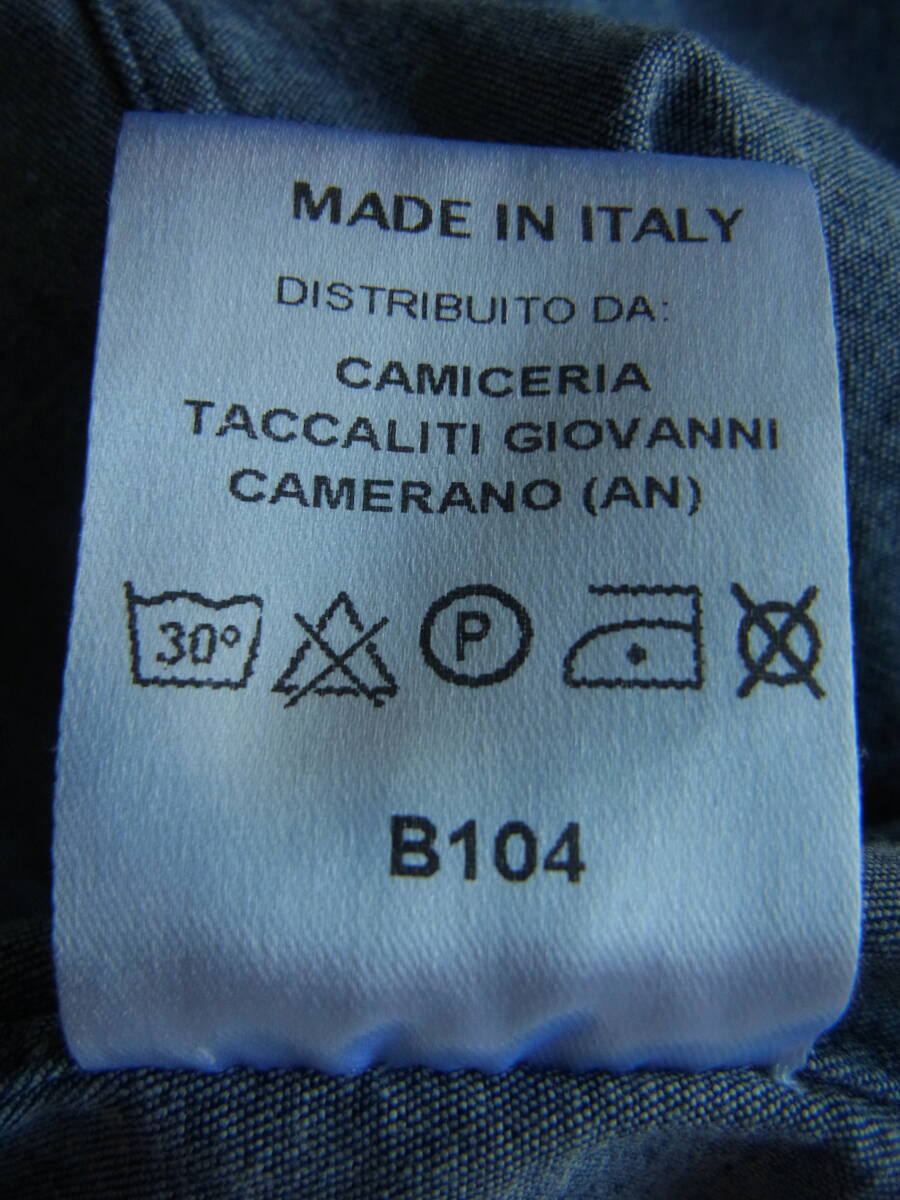 MADE IN ITALY
DISTRIBUITO DA:
CAMICERIA
TACCALITI GIOVANNI
CAMERANO (AN)
30° P
B104